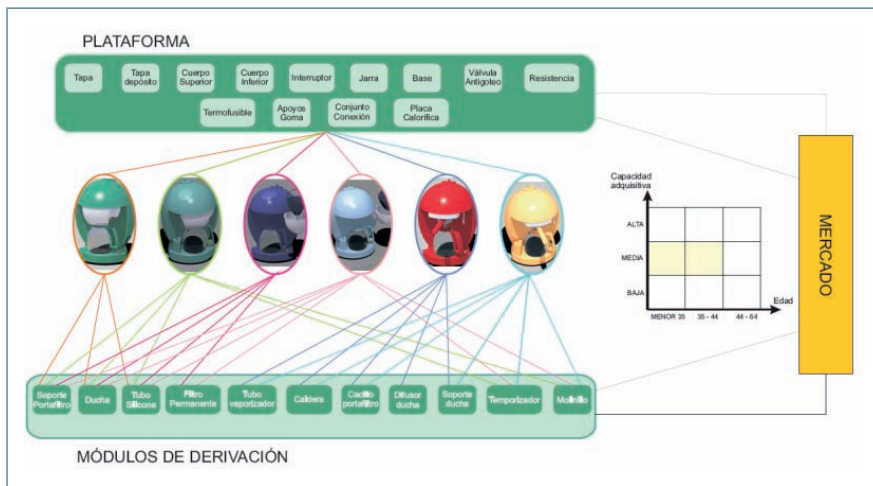 PLATAFORMA
Tapa
Tapa
depósito
Cuerpo
Superior
Cuerpo
Inferior
Interruptor
Jarra
Base
Válvula
Antigoteo
Resistencia
Termofusible
Apoyos
Goma
Conjunto
Conexión
Placa
Calorífica
Capacidad
adquisitiva
ALTA
MEDIA
BAJA
Edad
MENOR 35
35 - 44
44 - 64
MERCADO
Soporte
Portafiltro
Ducha
Tubo
Silicona
Filtro
Permanente
Tubo
vaporizador
Caldera
Cacillo
portafiltro
Difusor
ducha
Soporte
ducha
Temporizador
Molinillo
MÓDULOS DE DERIVACIÓN